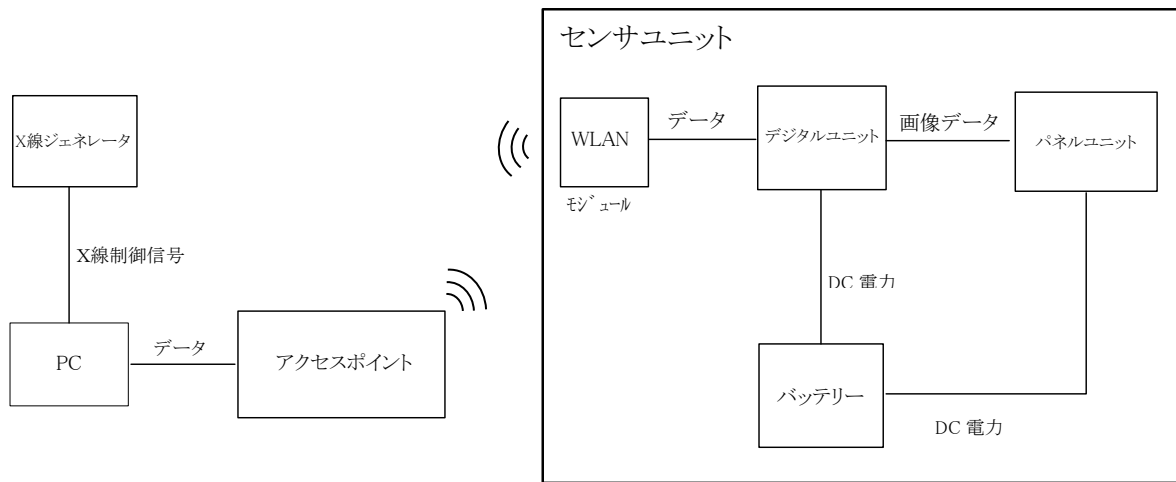 センサユニット
X線ジェネレータ
WLAN
モジュール
データ
デジタルユニット
画像データ
パネルユニット
X線制御信号
DC 電力
PC
データ
アクセスポイント
バッテリー
DC 電力